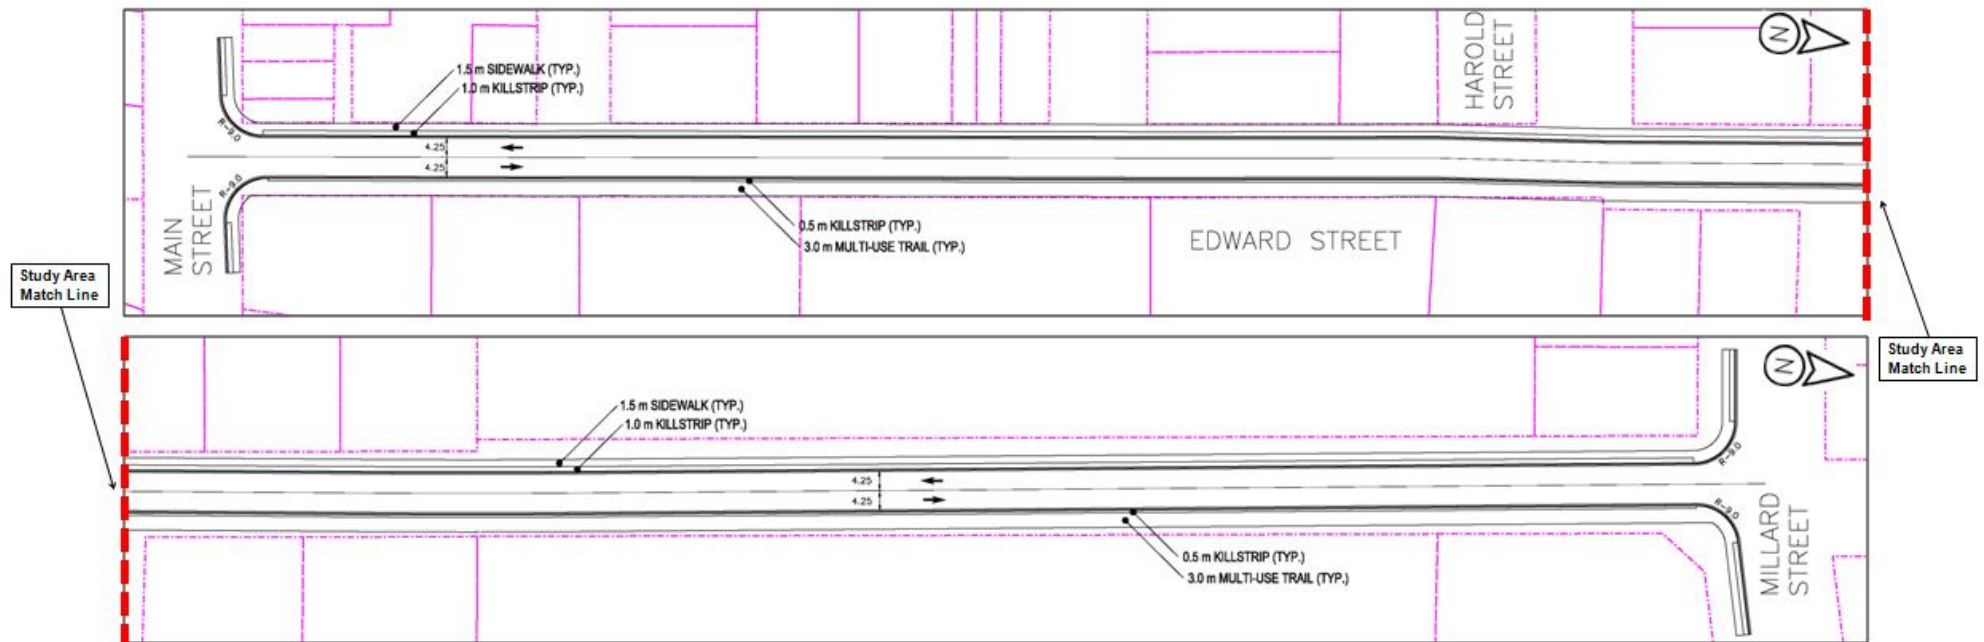 HAROLD
STREET
N
1.5 m SIDEWALK (TYP.)
1.0 m KILLSTRIP (TYP.)
R-9.0
4.25
4.25
R-9.0
MAIN
STREET
0.5 m KILLSTRIP (TYP.)
3.0 m MULTI-USE TRAIL (TYP.)
EDWARD STREET
Study Area
Match Line
Study Area
Match Line
N
1.5 m SIDEWALK (TYP.)
1.0 m KILLSTRIP (TYP.)
R-9.0
4.25
4.25
R-9.0
MILLARD
STREET
0.5 m KILLSTRIP (TYP.)
3.0 m MULTI-USE TRAIL (TYP.)